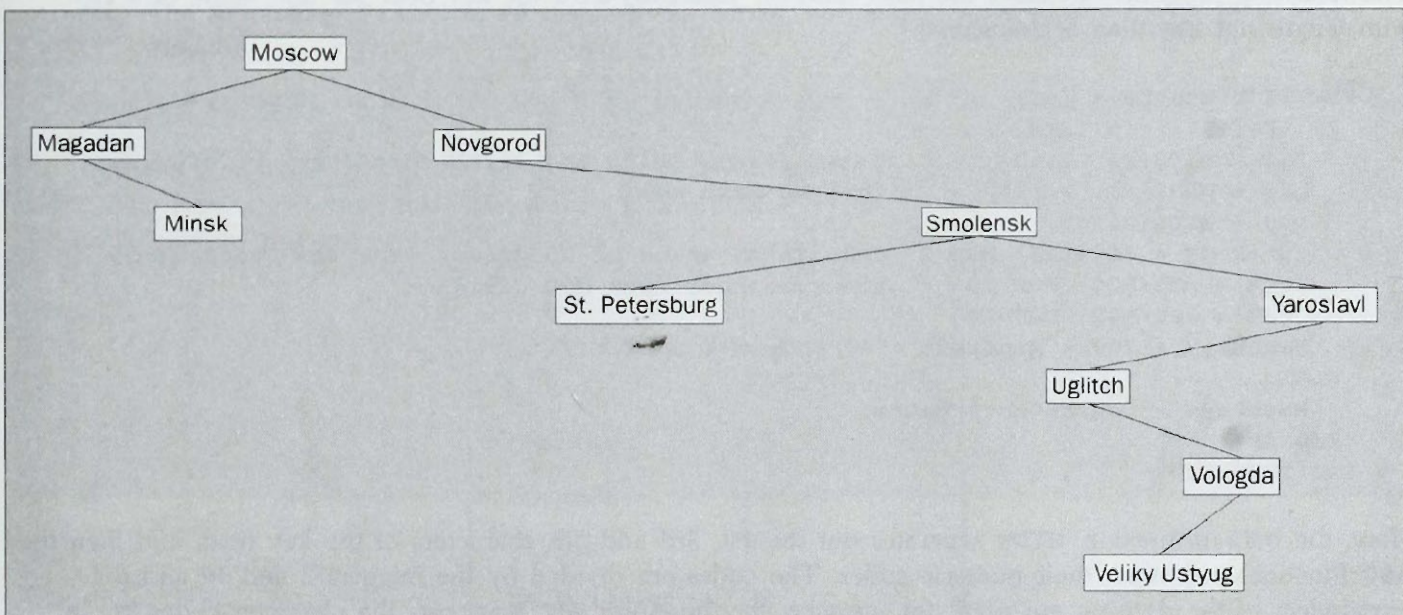 Moscow
Magadan
Novgorod
Minsk
Smolensk
St. Petersburg
Yaroslavl
Uglitch
Vologda
Veliky Ustyug